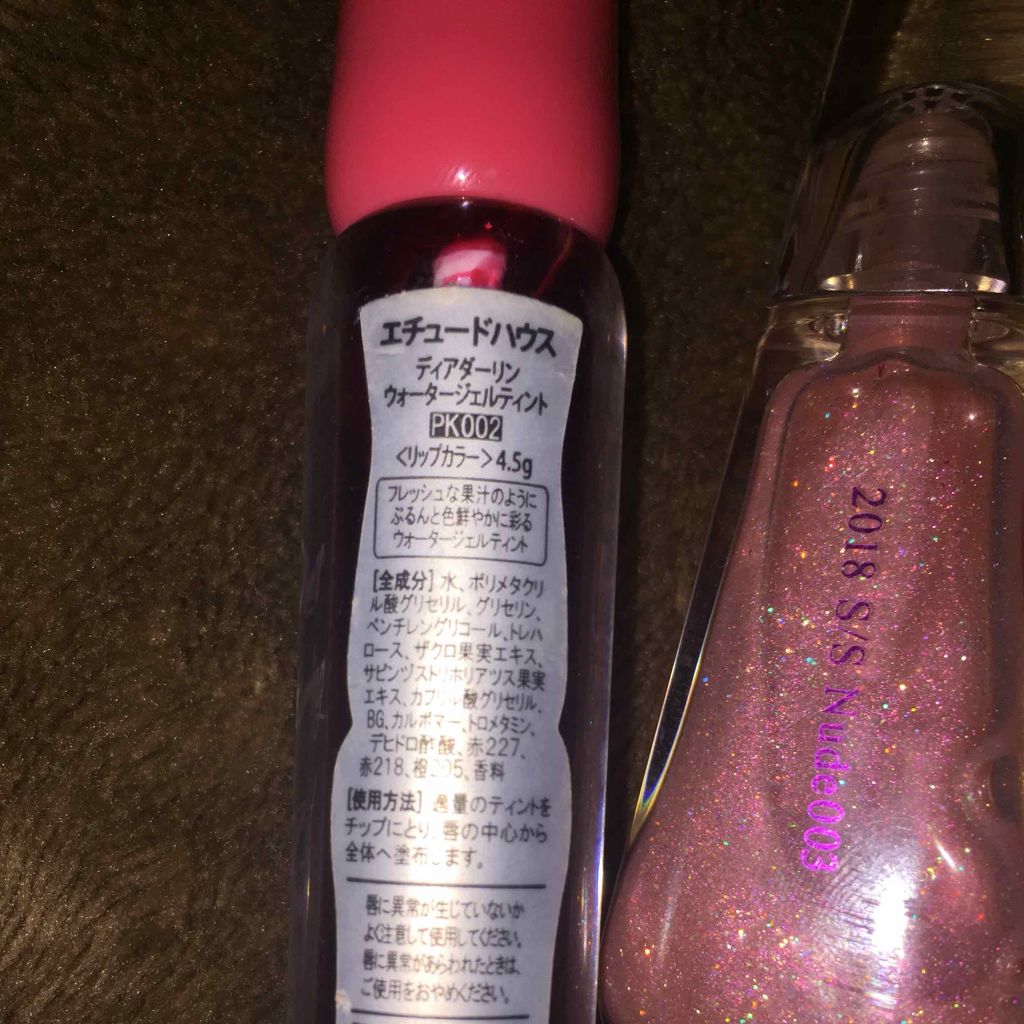 エチュードハウス
ディアダーリン
ウォータージェルティント
PK002
<リップカラー>4.5g
フレッシュな果汁のように
ぷるんと色鮮やかに彩る
ウォータージェルティント
[全成分]水、ポリメタクリ
ル酸グリセリル、グリセリン、
ペンチレングリコール、トレハ
ロース、ザクロ果実エキス、
サピンヅストリホリアツス果実
エキス、カプリル酸グリセリル、
BG、カルボマー、トロメタミン、
デヒドロ酢酸、赤227、
赤218、橙205、香料
[使用方法] 適量のティントを
チップにとり、唇の中心から
全体へ塗布します。
唇に異常が生じていないか
よく注意して使用してください。
唇に異常があらわれたときは、
ご使用をおやめください。
2018 S/S Nude003